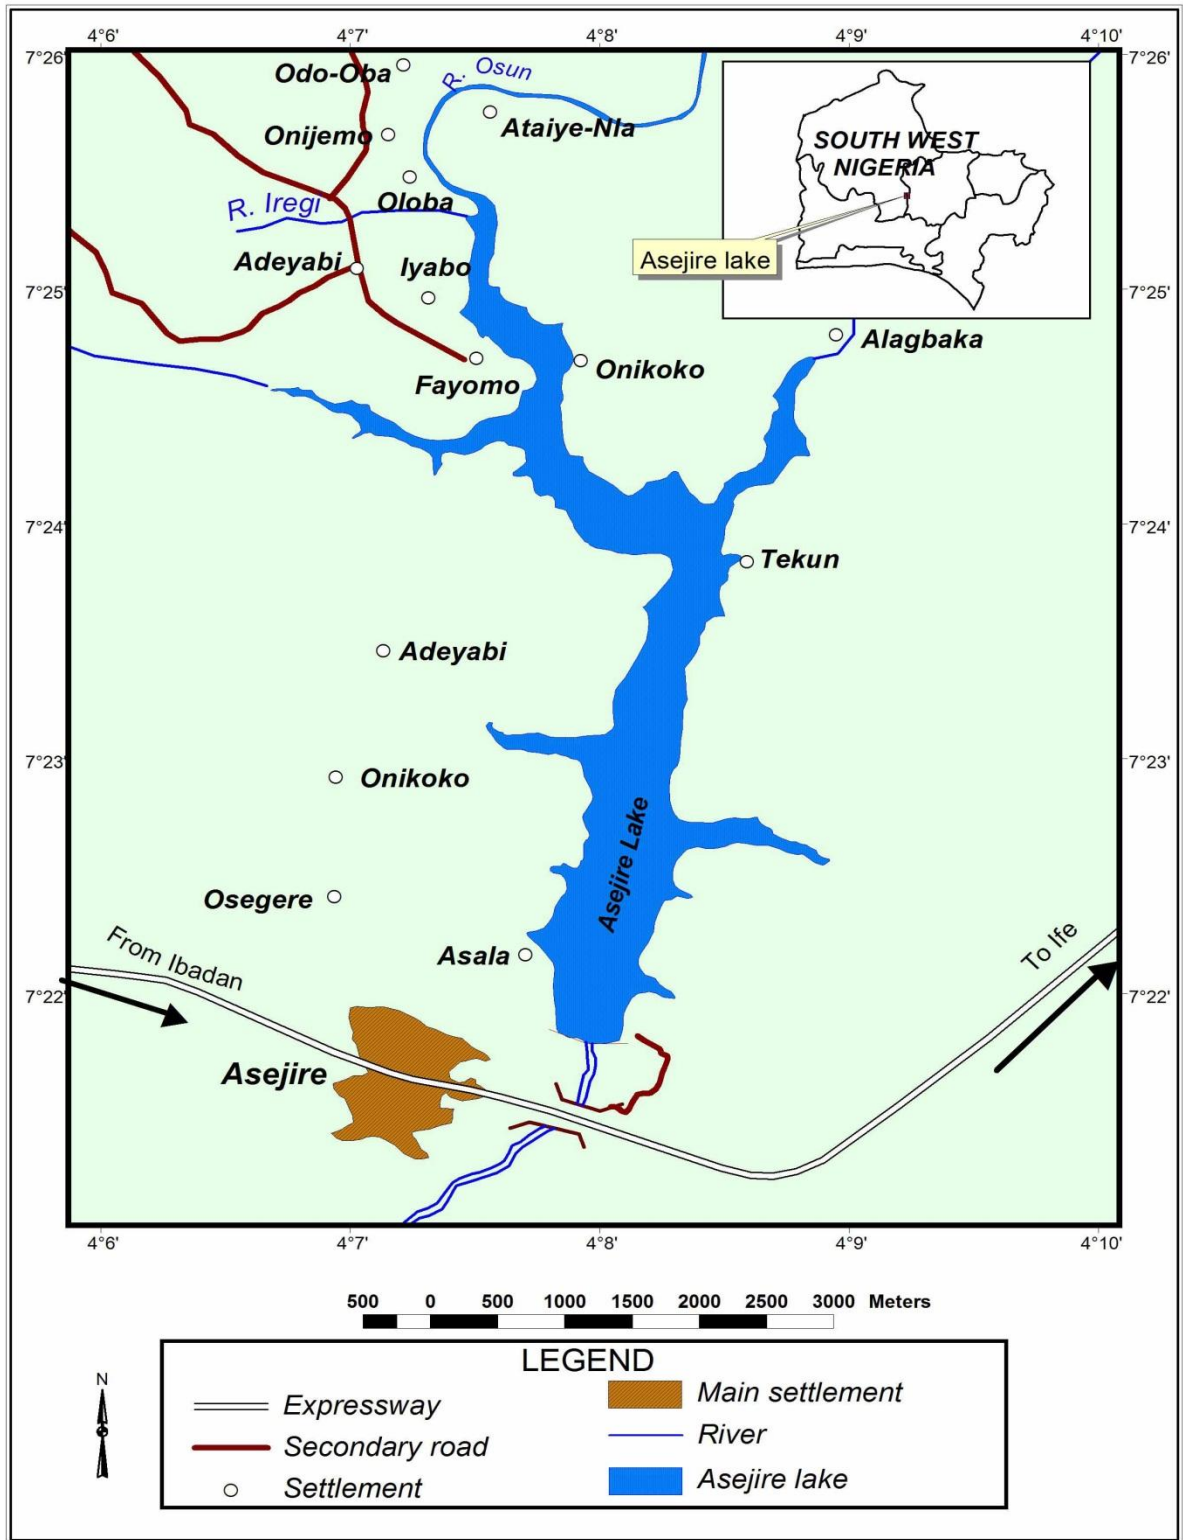 4°6' 4°7' 4°8' 4°9' 4°10'
7°26' 7°26'
Odo-Oba
R. Osun
Ataiye-Nla
Onijemo
SOUTH WEST
NIGERIA
Oloba
R. Iregi
Asejire lake
Adeyabi
Iyabo
7°25' 7°25'
Alagbaka
Fayomo
Onikoko
7°24' 7°24'
Tekun
Adeyabi
7°23' 7°23'
Onikoko
Asejire Lake
Osegere
From Ibadan
Asala
To Ife
7°22' 7°22'
Asejire
4°6' 4°7' 4°8' 4°9' 4°10'
500 0 500 1000 1500 2000 2500 3000 Meters
LEGEND
N
Expressway
Secondary road
Settlement
Main settlement
River
Asejire lake